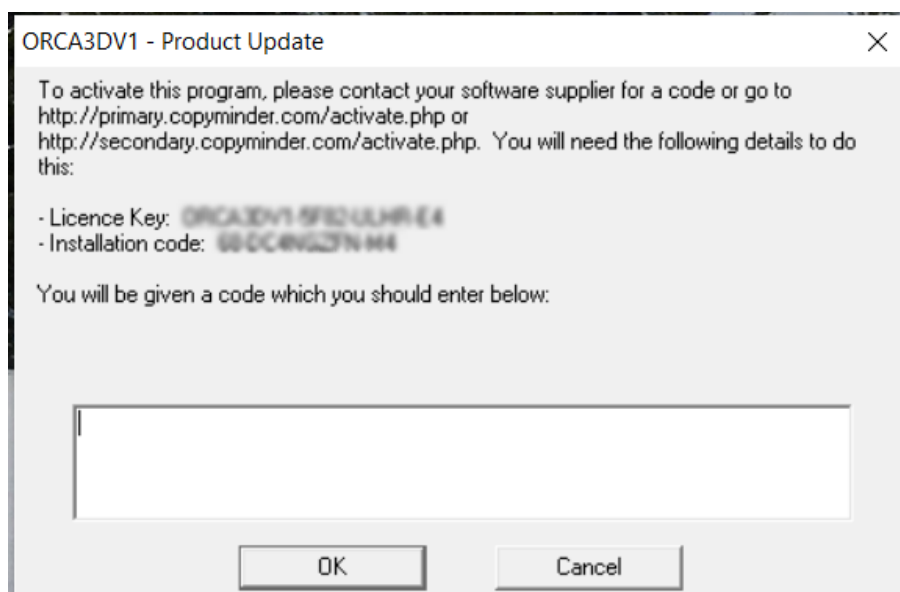 ORCA3DV1 - Product Update
To activate this program, please contact your software supplier for a code or go to
http://primary.copyminder.com/activate.php or
http://secondary.copyminder.com/activate.php. You will need the following details to do
this:
- Licence Key:
- Installation code:
You will be given a code which you should enter below:
OK
Cancel